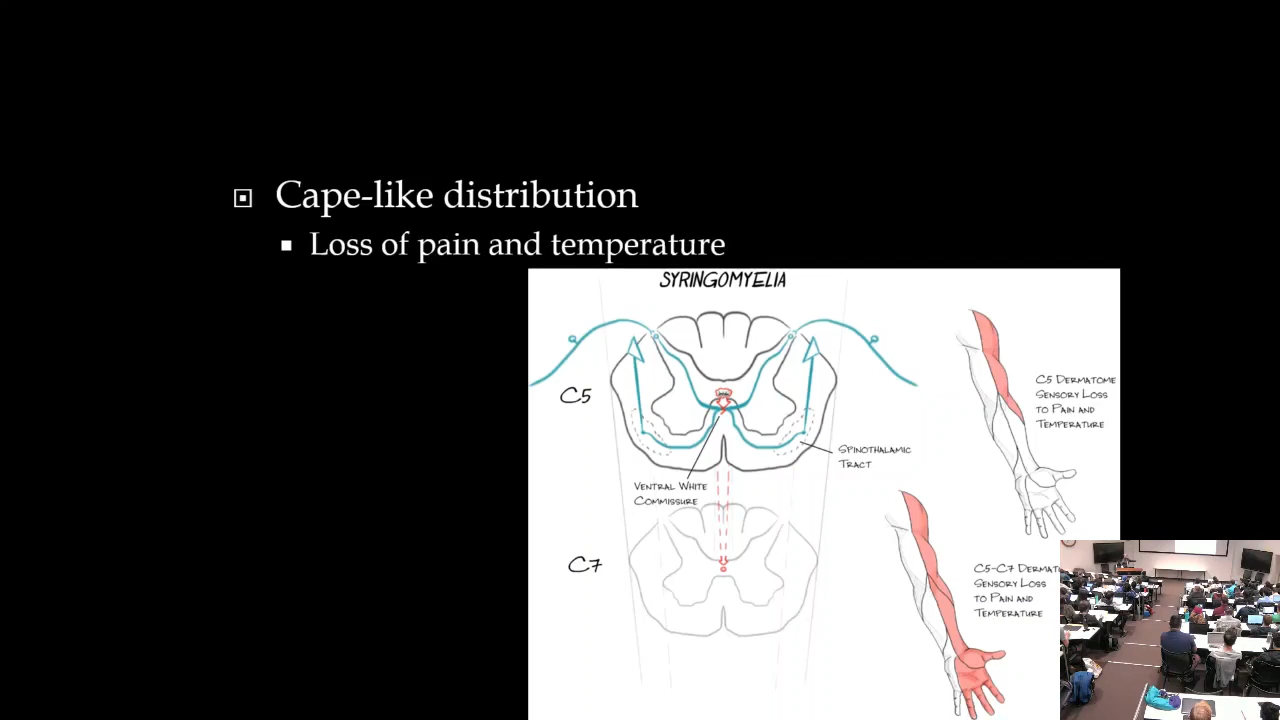 Cape-like distribution
Loss of pain and temperature
SYRINGOMYELIA
C5
C5 DERMATOME
SENSORY LOSS
TO PAIN AND
TEMPERATURE
SPINOTHALAMIC
TRACT
VENTRAL WHITE
COMMISSURE
C7
C5-C7 DERMAT
SENSORY LOSS
TO PAIN AND
TEMPERATURE